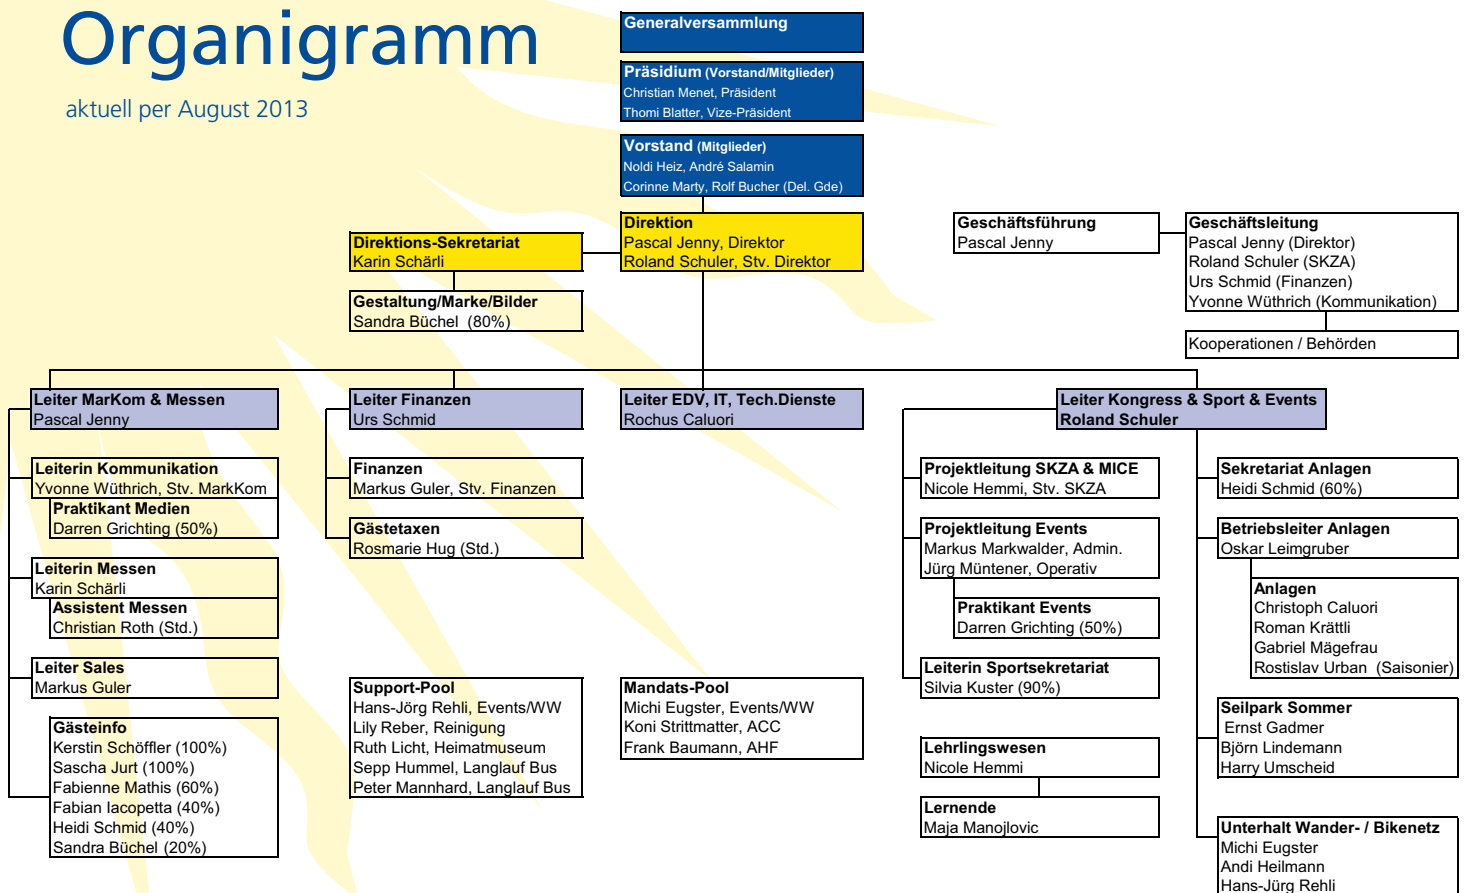 Organigramm
aktuell per August 2013
Generalversammlung
Präsidium (Vorstand/Mitglieder)
Christian Menet, Präsident
Thomi Blatter, Vize-Präsident
Vorstand (Mitglieder)
Noldi Heiz, André Salamin
Corinne Marty, Rolf Bucher (Del. Gde)
Direktion
Pascal Jenny, Direktor
Roland Schuler, Stv. Direktor
Direktions-Sekretariat
Karin Schärli
Gestaltung/Marke/Bilder
Sandra Büchel (80%)
Geschäftsführung
Pascal Jenny
Geschäftsleitung
Pascal Jenny (Direktor)
Roland Schuler (SKZA)
Urs Schmid (Finanzen)
Yvonne Wüthrich (Kommunikation)
Kooperationen / Behörden
Leiter MarKom & Messen
Pascal Jenny
Leiterin Kommunikation
Yvonne Wüthrich, Stv. MarkKom
Praktikant Medien
Darren Grichting (50%)
Leiterin Messen
Karin Schärli
Assistent Messen
Christian Roth (Std.)
Leiter Sales
Markus Guler
Gästeinfo
Kerstin Schöffler (100%)
Sascha Jurt (100%)
Fabienne Mathis (60%)
Fabian Iacopetta (40%)
Heidi Schmid (40%)
Sandra Büchel (20%)
Leiter Finanzen
Urs Schmid
Finanzen
Markus Guler, Stv. Finanzen
Gästetaxen
Rosmarie Hug (Std.)
Support-Pool
Hans-Jörg Rehli, Events/WW
Lily Reber, Reinigung
Ruth Licht, Heimatmuseum
Sepp Hummel, Langlauf Bus
Peter Mannhard, Langlauf Bus
Leiter EDV, IT, Tech.Dienste
Rochus Caluori
Mandats-Pool
Michi Eugster, Events/WW
Koni Strittmatter, ACC
Frank Baumann, AHF
Leiter Kongress & Sport & Events
Roland Schuler
Projektleitung SKZA & MICE
Nicole Hemmi, Stv. SKZA
Projektleitung Events
Markus Markwalder, Admin.
Jürg Müntener, Operativ
Praktikant Events
Darren Grichting (50%)
Leiterin Sportsekretariat
Silvia Kuster (90%)
Lehrlingswesen
Nicole Hemmi
Lernende
Maja Manojlovic
Sekretariat Anlagen
Heidi Schmid (60%)
Betriebsleiter Anlagen
Oskar Leimgruber
Anlagen
Christoph Caluori
Roman Krättli
Gabriel Mägefrau
Rostislav Urban (Saisonier)
Seilpark Sommer
Ernst Gadmer
Björn Lindemann
Harry Umscheid
Unterhalt Wander- / Bikenetz
Michi Eugster
Andi Heilmann
Hans-Jürg Rehli